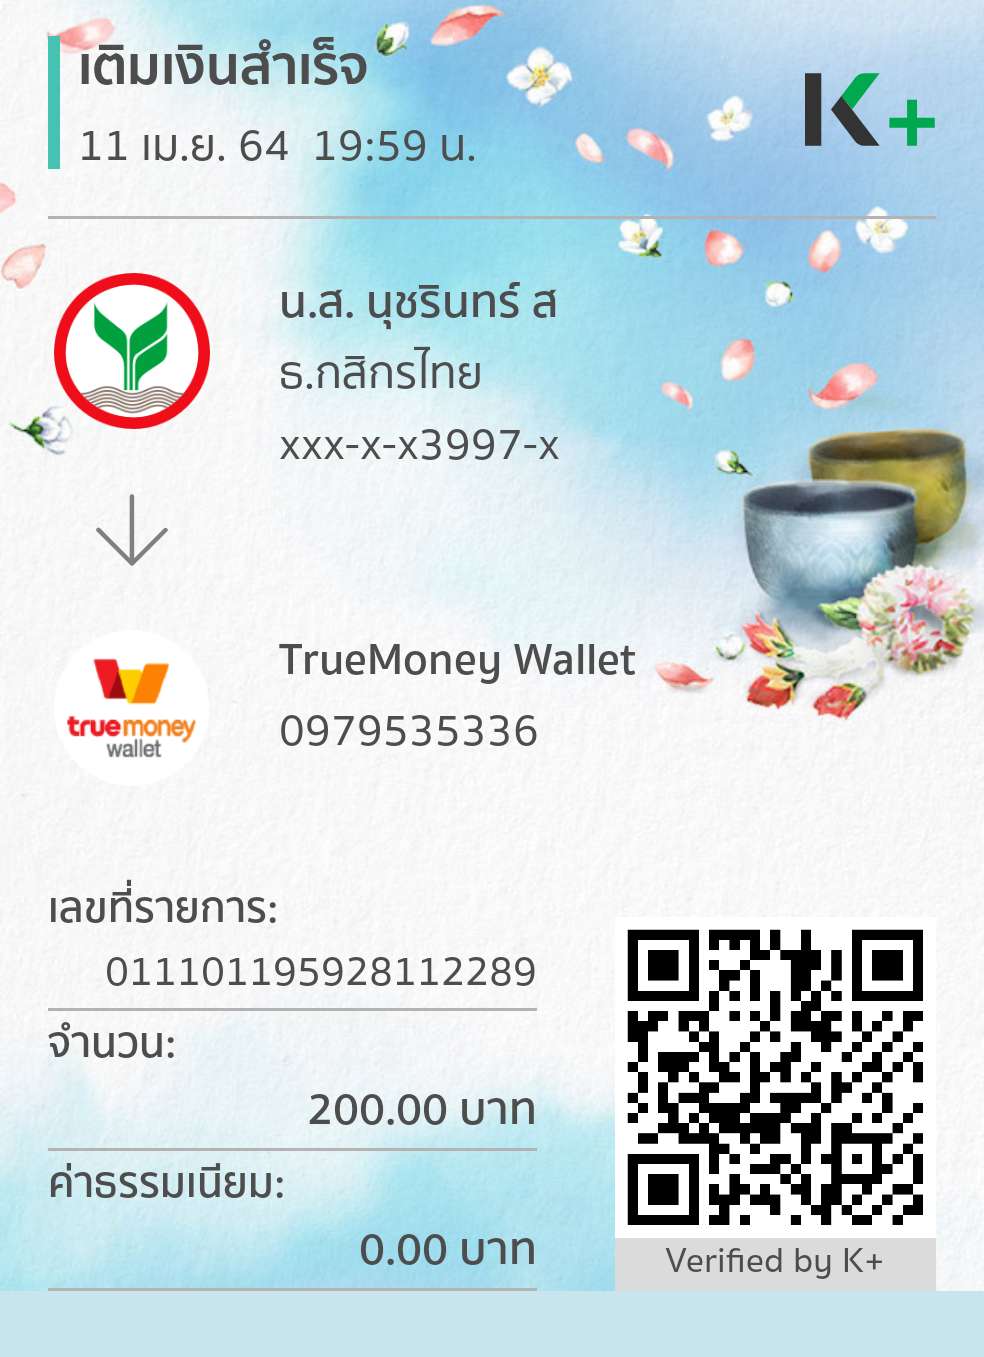 เติมเงินสำเร็จ
11 เม.ย. 64  19:59 น.
K+
น.ส. นุชรินทร์ ส
ธ.กสิกรไทย
xxx-x-x3997-x
TrueMoney Wallet
0979535336
truemoney
wallet
เลขที่รายการ:
011101195928112289
จำนวน:
200.00 บาท
ค่าธรรมเนียม:
0.00 บาท
Verified by K+